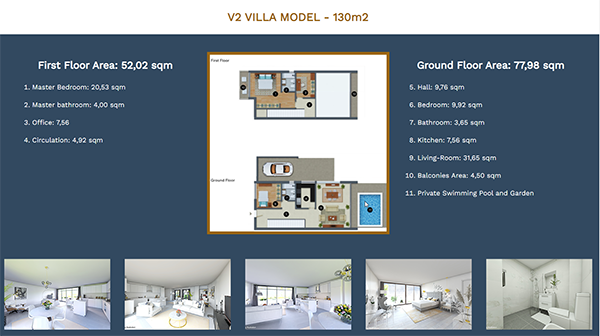 V2 VILLA MODEL - 130m2
First Floor Area: 52,02 sqm
1. Master Bedroom: 20,53 sqm
2. Master bathroom: 4,00 sqm
3. Office: 7,56
4. Circulation: 4,92 sqm
First Floor
Ground Floor
Ground Floor Area: 77,98 sqm
5. Hall: 9,76 sqm
6. Bedroom: 9,92 sqm
7. Bathroom: 3,65 sqm
8. Kitchen: 7,56 sqm
9. Living-Room: 31,65 sqm
10. Balconies Area: 4,50 sqm
11. Private Swimming Pool and Garden